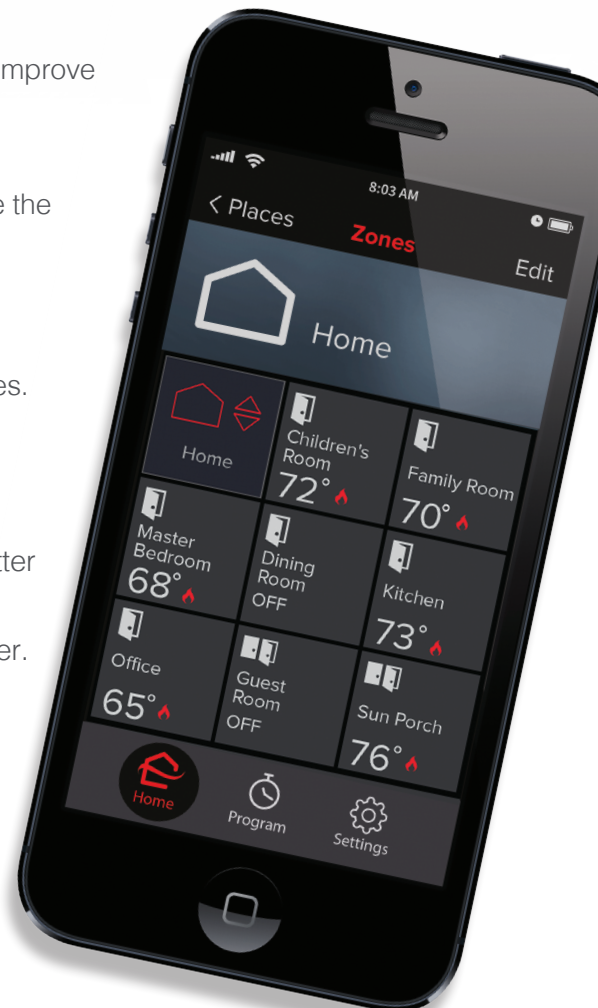 improve
e the
es.
tter
er.
8:03 AM
< Places
Zones
Edit
Home
Home
Children's
Room
72°
Family Room
70°
Master
Bedroom
68°
Dining
Room
OFF
Kitchen
73°
Office
65°
Guest
Room
OFF
Sun Porch
76°
Home
Program
Settings